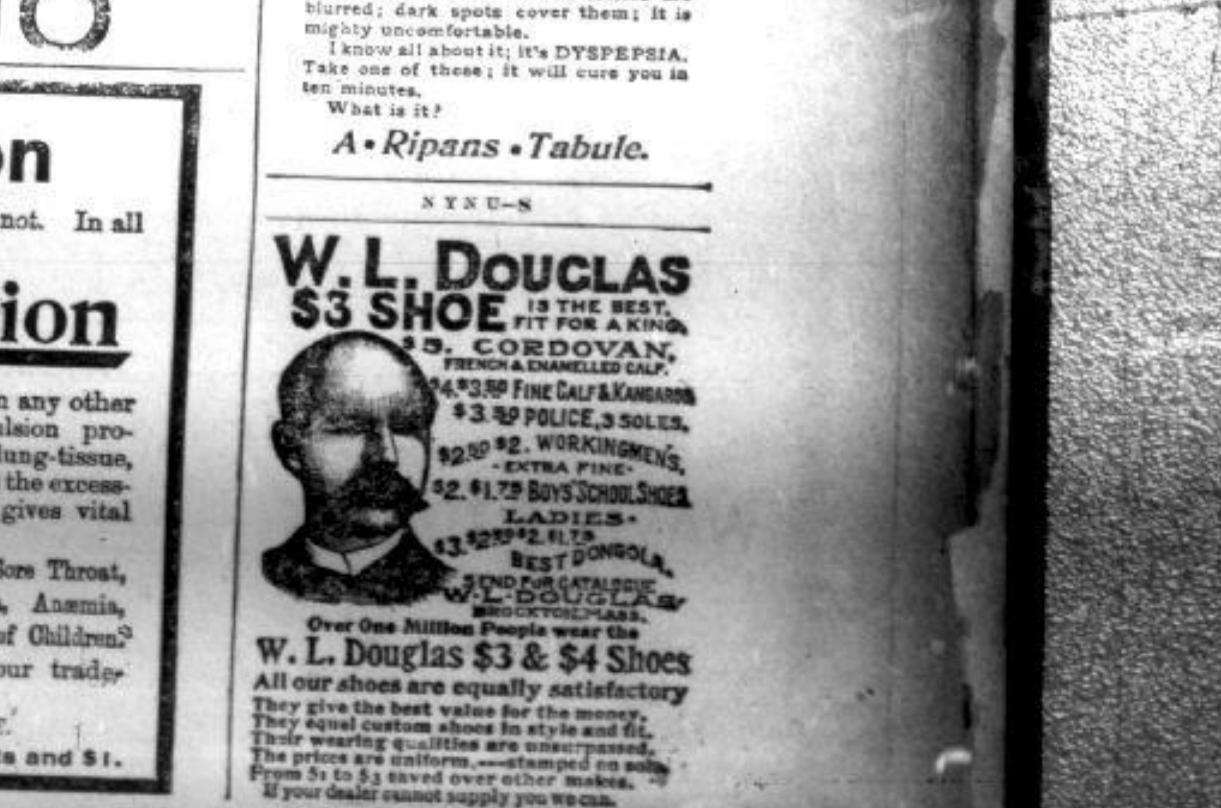 O
on
not. In all
ion
n any other
ulsion pro-
lung-tissue,
the excess-
gives vital
Sore Throat,
Anæmia,
of Children.
our trade-
and $1.
blurred; dark spots cover them; it is
mighty uncomfortable.
I know all about it; it's DYSPEPSIA.
Take one of these; it will cure you in
ten minutes.
What is it?
A • Ripans • Tabule.
NYNU-8
W. L. DOUGLAS
$3 SHOE IS THE BEST.
FIT FOR A KING.
$5. CORDOVAN,
FRENCH & ENAMELLED CALF.
$4. $3.50 FINE CALF & KANGAROO
$3.50 POLICE, 3 SOLES.
$2.50 $2. WORKINGMEN'S,
- EXTRA FINE -
$2. $1.75 BOYS' SCHOOL SHOES.
LADIES -
$3. $2.50 $2. $1.75
BEST DONGOLA.
SEND FOR CATALOGUE
W. L. DOUGLAS,
BROCKTON, MASS.
Over One Million People wear the
W. L. Douglas $3 & $4 Shoes
All our shoes are equally satisfactory
They give the best value for the money.
They equal custom shoes in style and fit.
Their wearing qualities are unsurpassed.
The prices are uniform,---stamped on sole.
From $1 to $3 saved over other makes.
If your dealer cannot supply you we can.